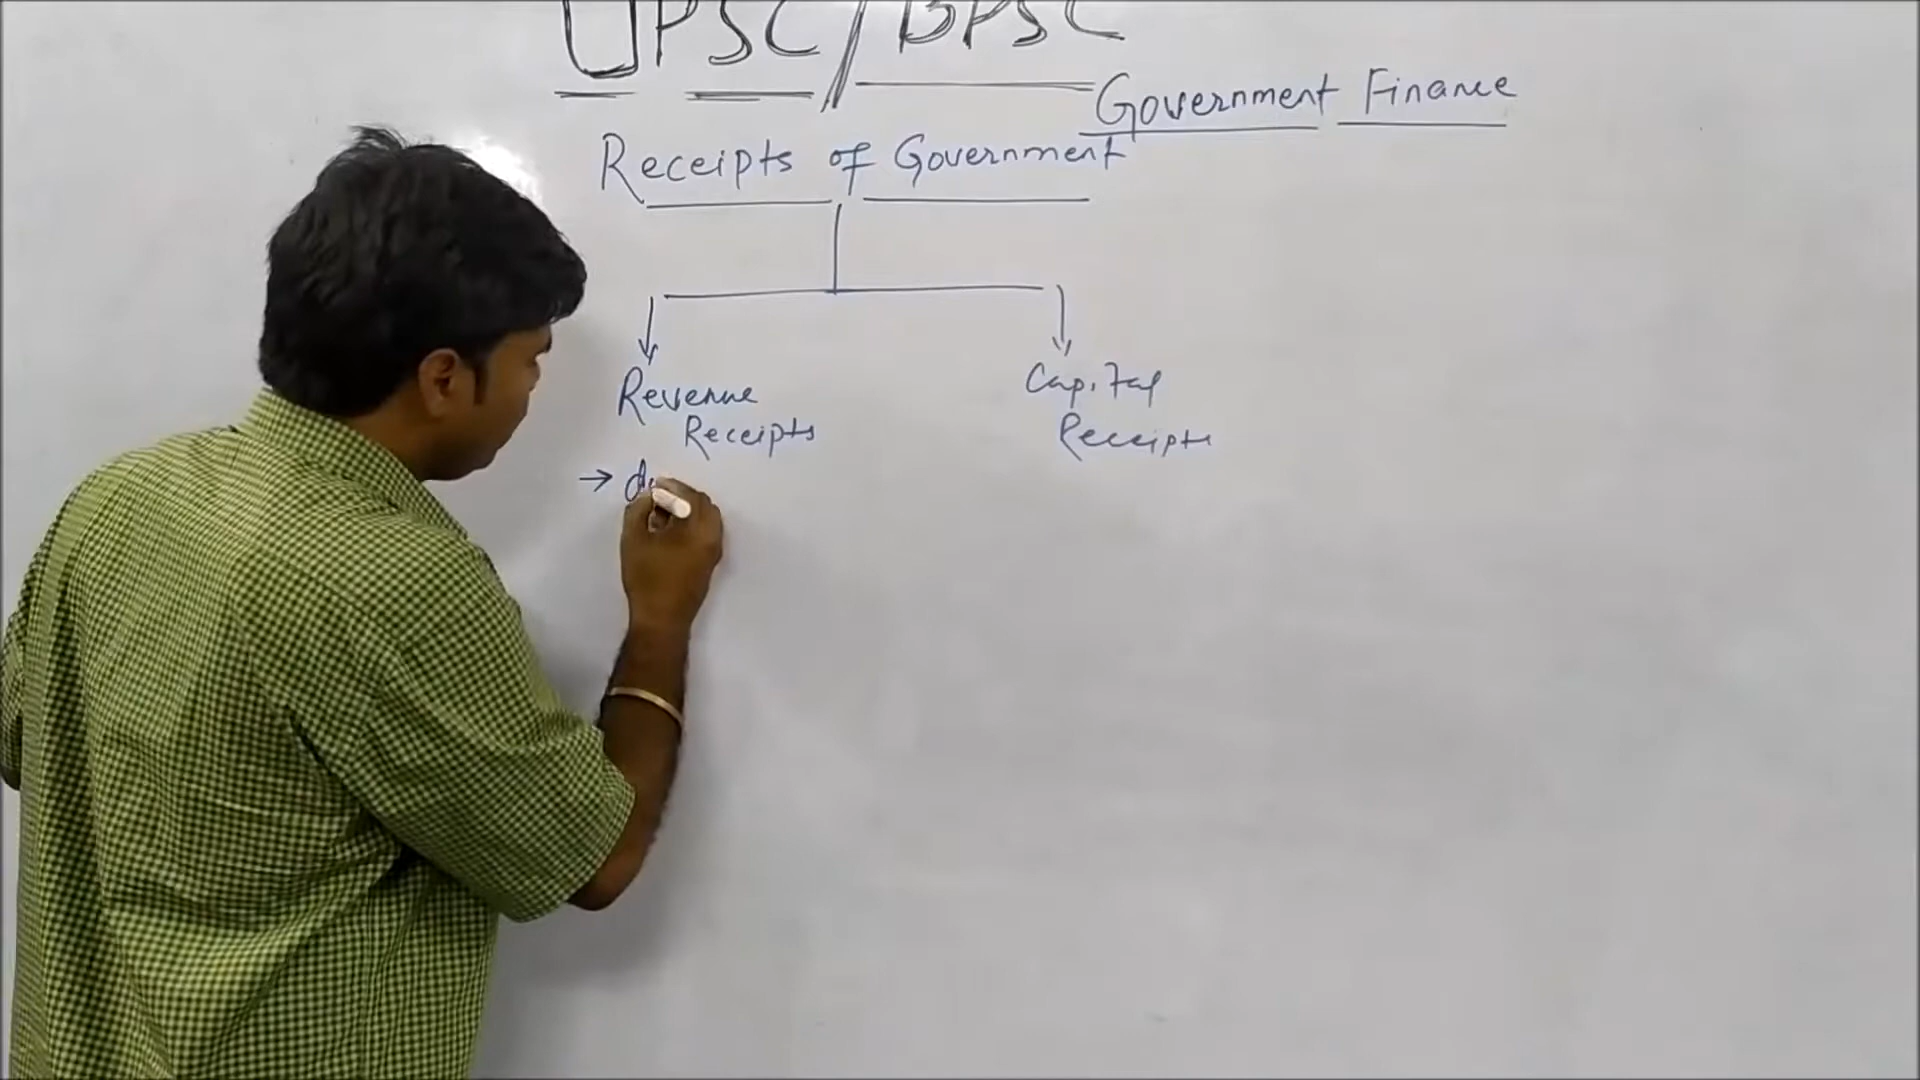 UPSC/BPSC
Government Finance
Receipts of Government
Revenue
Receipts
Capital
Receipts
→